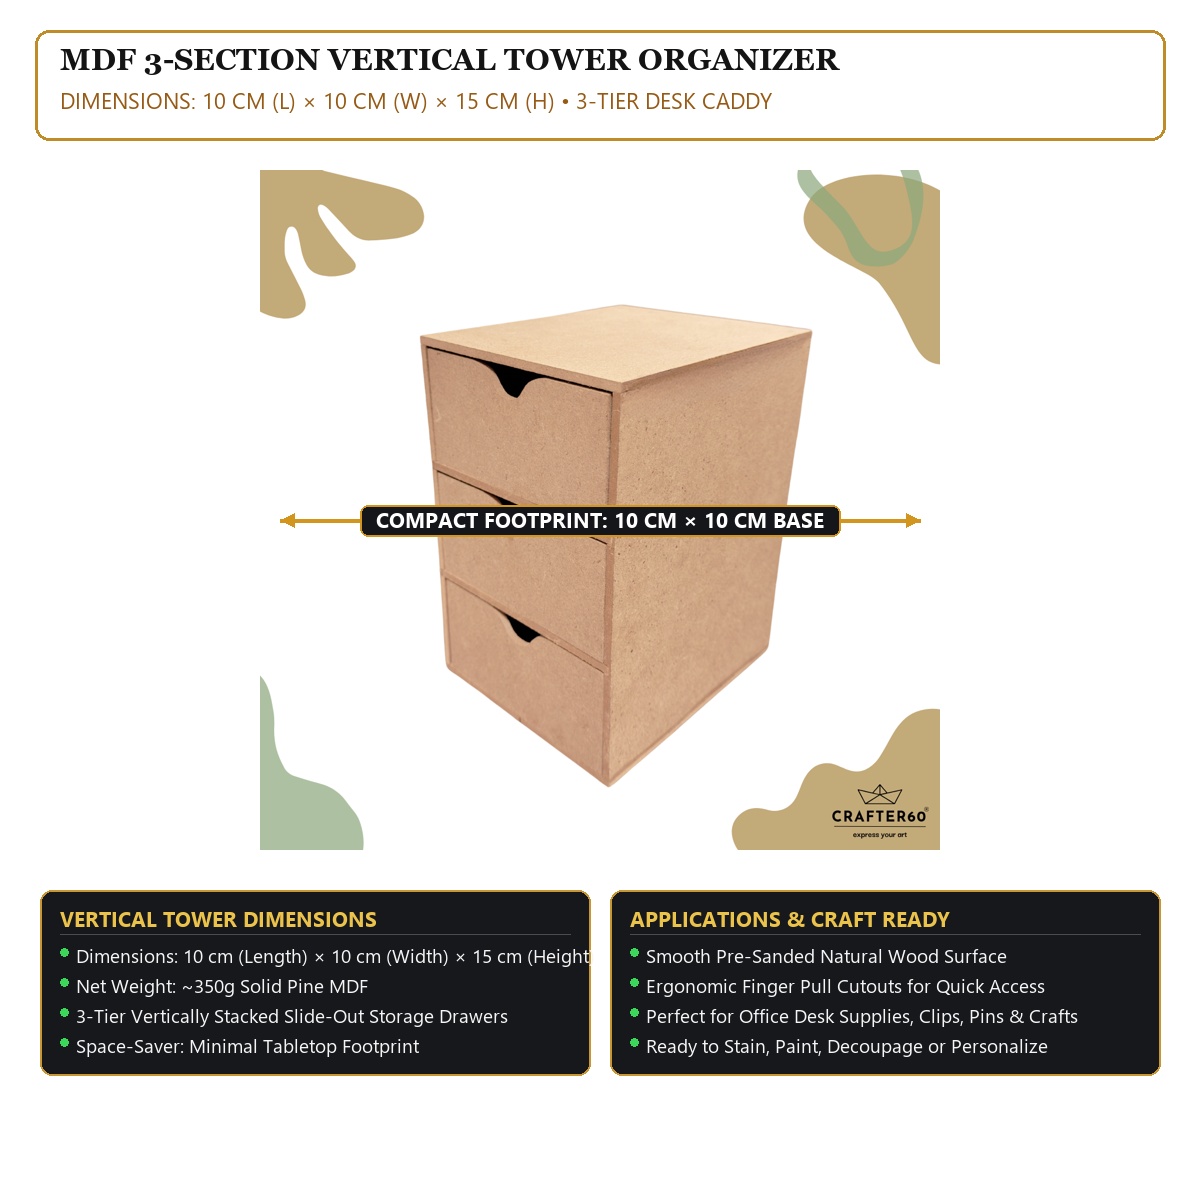 MDF 3-SECTION VERTICAL TOWER ORGANIZER
DIMENSIONS: 10 CM (L) × 10 CM (W) × 15 CM (H) • 3-TIER DESK CADDY
COMPACT FOOTPRINT: 10 CM × 10 CM BASE
CRAFTER60®
express your art
VERTICAL TOWER DIMENSIONS
Dimensions: 10 cm (Length) × 10 cm (Width) × 15 cm (Height)
Net Weight: ~350g Solid Pine MDF
3-Tier Vertically Stacked Slide-Out Storage Drawers
Space-Saver: Minimal Tabletop Footprint
APPLICATIONS & CRAFT READY
Smooth Pre-Sanded Natural Wood Surface
Ergonomic Finger Pull Cutouts for Quick Access
Perfect for Office Desk Supplies, Clips, Pins & Crafts
Ready to Stain, Paint, Decoupage or Personalize